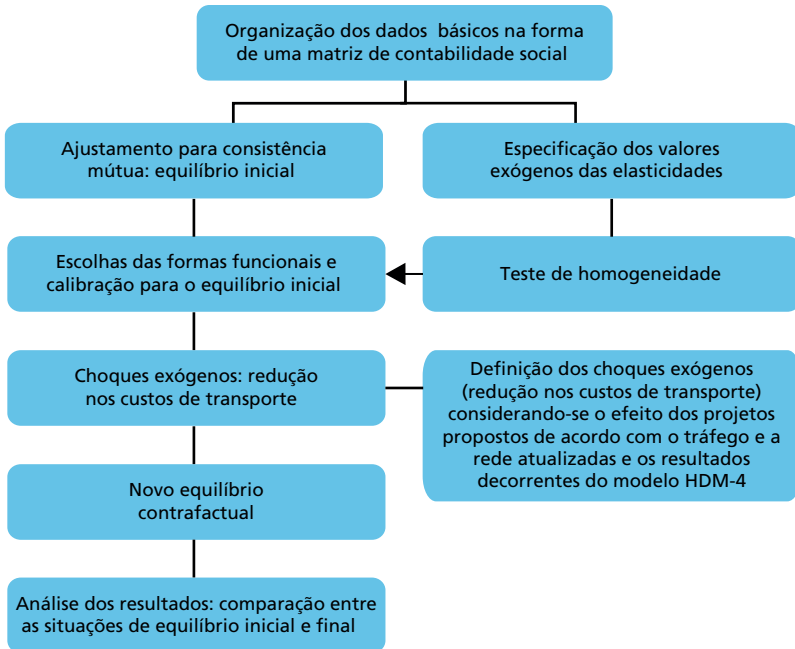 Organização dos dados básicos na forma
de uma matriz de contabilidade social
Ajustamento para consistência
mútua: equilíbrio inicial
Especificação dos valores
exógenos das elasticidades
Escolhas das formas funcionais e
calibração para o equilíbrio inicial
Teste de homogeneidade
Choques exógenos: redução
nos custos de transporte
Definição dos choques exógenos
(redução nos custos de transporte)
considerando-se o efeito dos projetos
propostos de acordo com o tráfego e a
rede atualizadas e os resultados
decorrentes do modelo HDM-4
Novo equilíbrio
contrafactual
Análise dos resultados: comparação entre
as situações de equilíbrio inicial e final